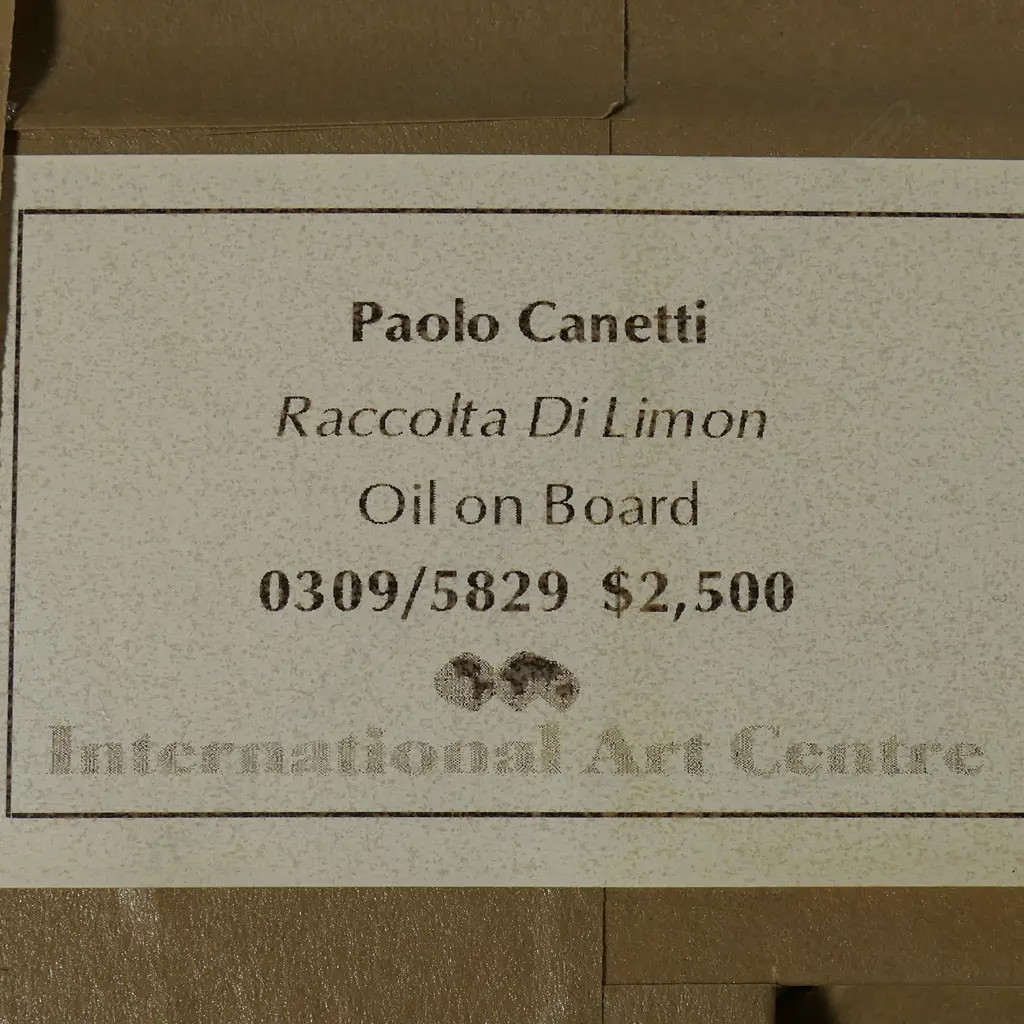 Paolo Canetti
Raccolta Di Limon
Oil on Board
0309/5829 $2,500
International Art Centre